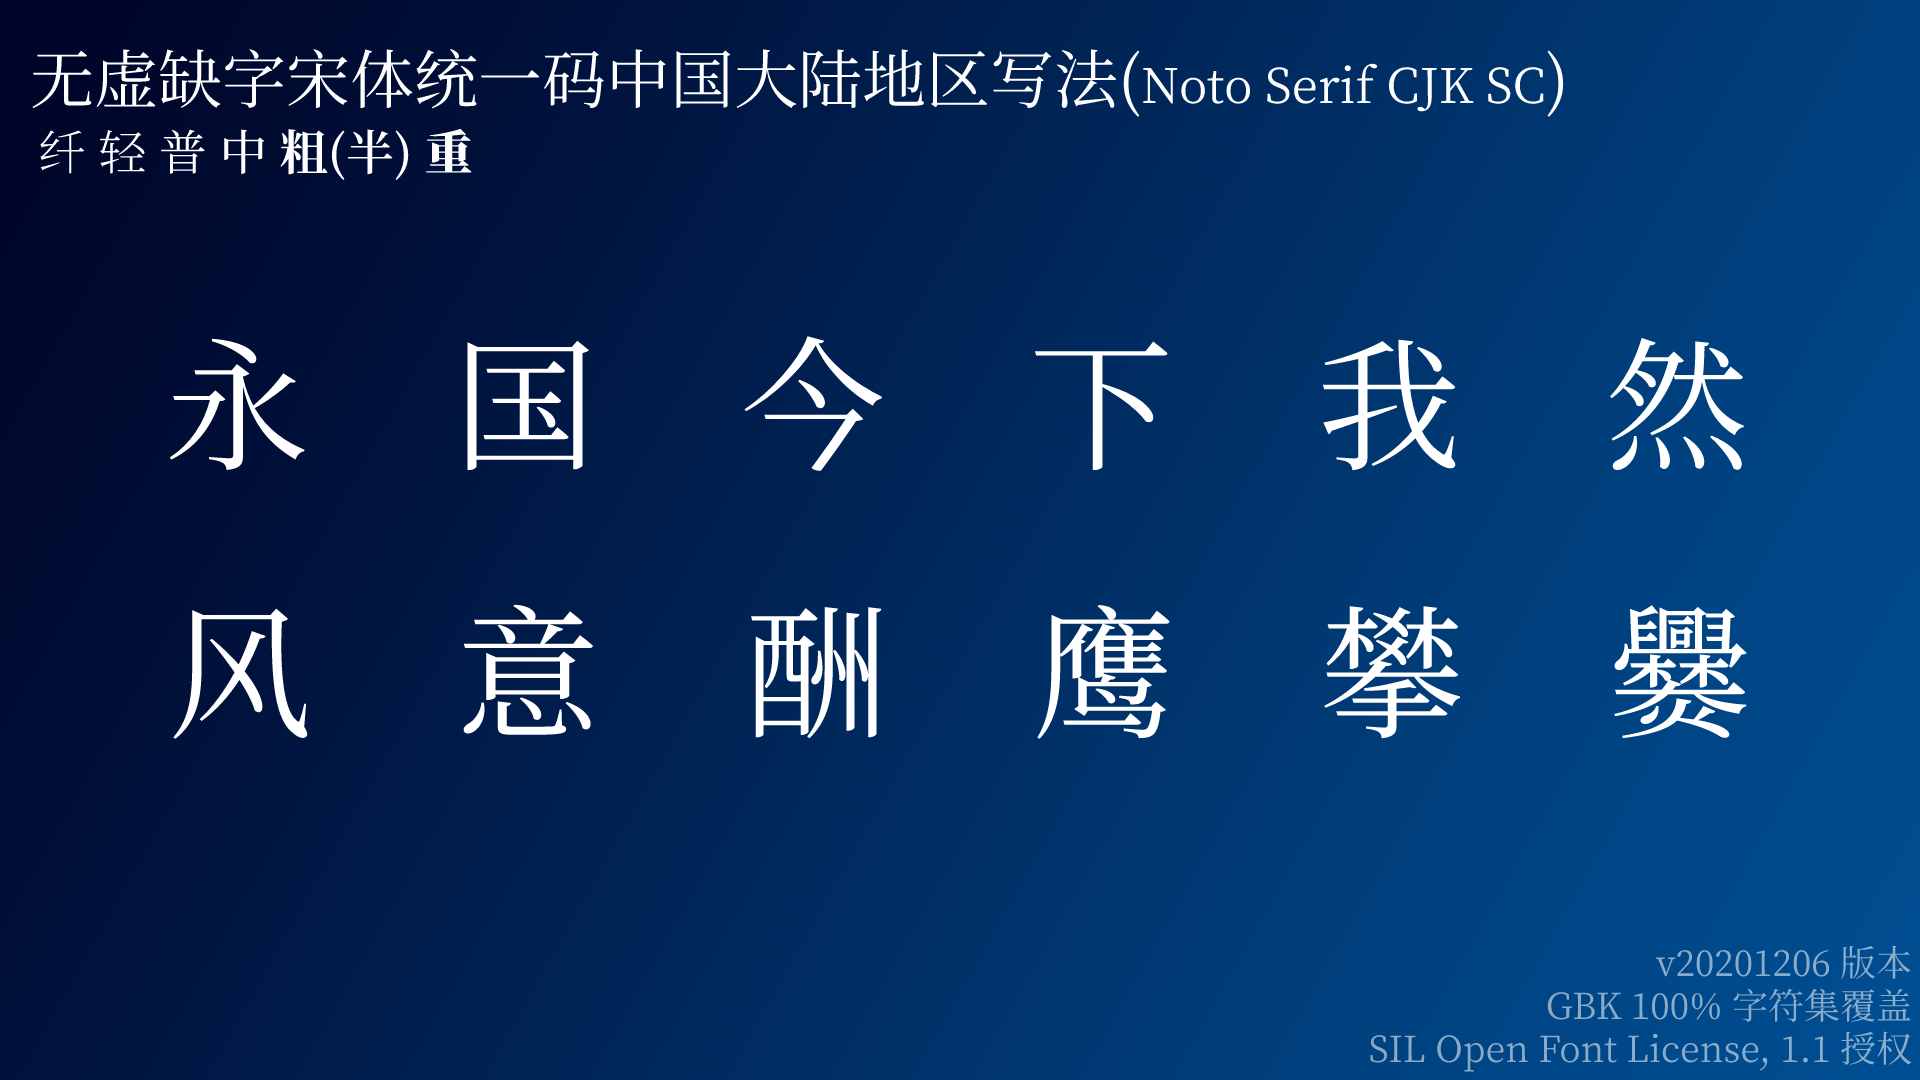 无虚缺字宋体统一码中国大陆地区写法(Noto Serif CJK SC)
纤 轻 普 中 粗(半) 重
永 国 今 下 我 然
风 意 酬 鹰 攀 爨
v20201206 版本
GBK 100% 字符集覆盖
SIL Open Font License, 1.1 授权